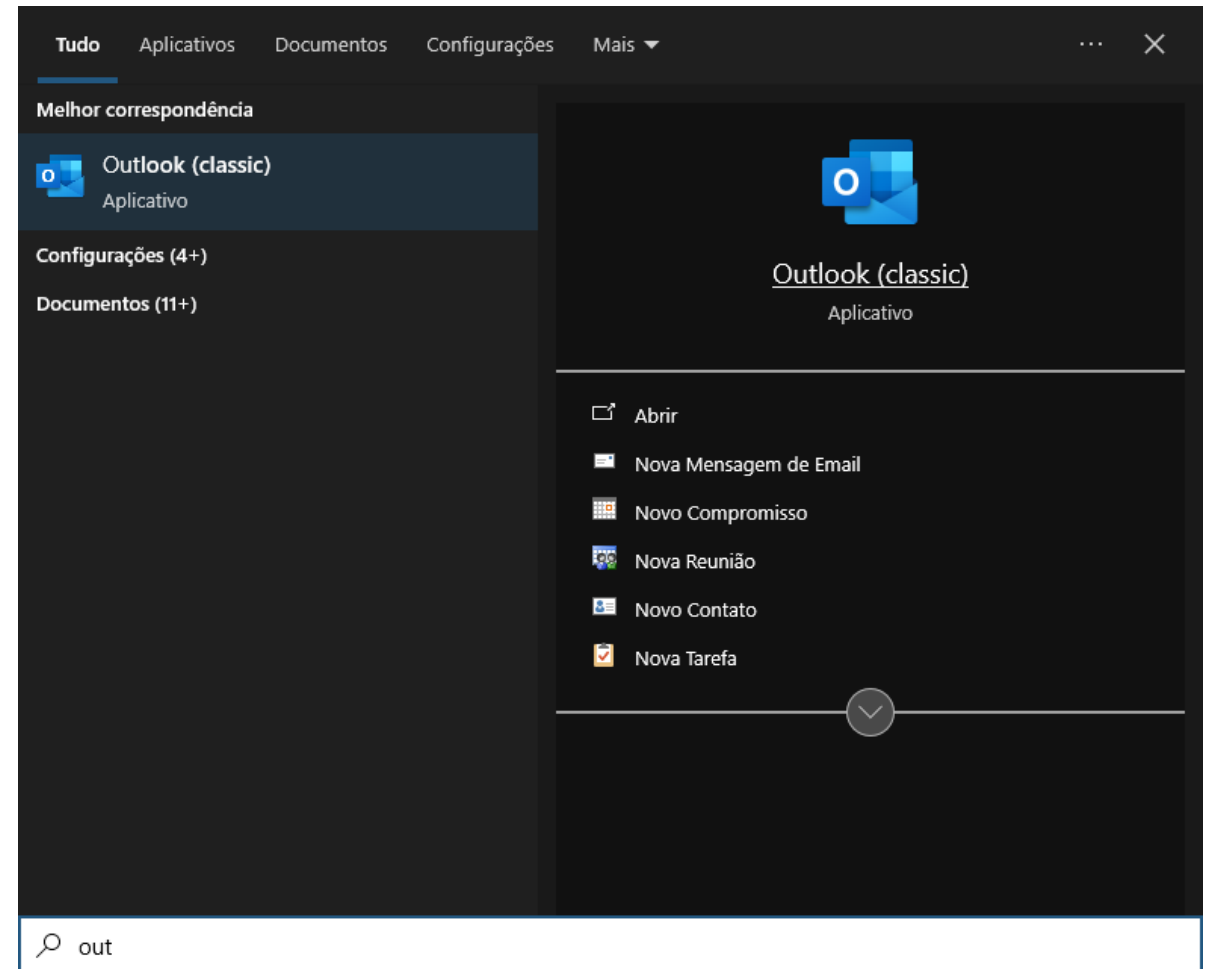 Tudo Aplicativos Documentos Configurações Mais ...
Melhor correspondência
Outlook (classic)
Aplicativo
Configurações (4+)
Documentos (11+)
Outlook (classic)
Aplicativo
Abrir
Nova Mensagem de Email
Novo Compromisso
Nova Reunião
Novo Contato
Nova Tarefa
out